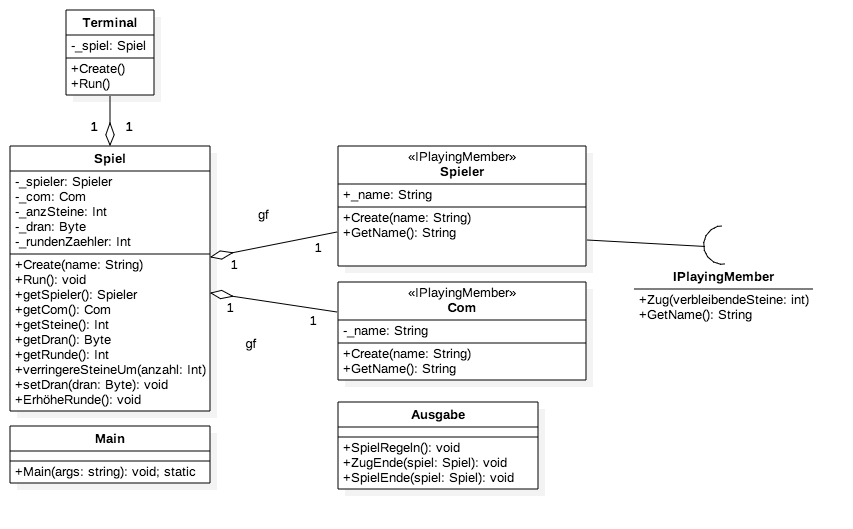 Terminal
-_spiel: Spiel
+Create()
+Run()
1
1
Spiel
-_spieler: Spieler
-_com: Com
-_anzSteine: Int
-_dran: Byte
-_rundenZaehler: Int
+Create(name: String)
+Run(): void
+getSpieler(): Spieler
+getCom(): Com
+getSteine(): Int
+getDran(): Byte
+getRunde(): Int
+verringereSteineUm(anzahl: Int)
+setDran(dran: Byte): void
+ErhöheRunde(): void
gf
1
1
1
1
gf
«IPlayingMember»
Spieler
+_name: String
+Create(name: String)
+GetName(): String
IPlayingMember
+Zug(verbleibendeSteine: int)
+GetName(): String
«IPlayingMember»
Com
-_name: String
+Create(name: String)
+GetName(): String
Main
+Main(args: string): void; static
Ausgabe
+SpielRegeln(): void
+ZugEnde(spiel: Spiel): void
+SpielEnde(spiel: Spiel): void